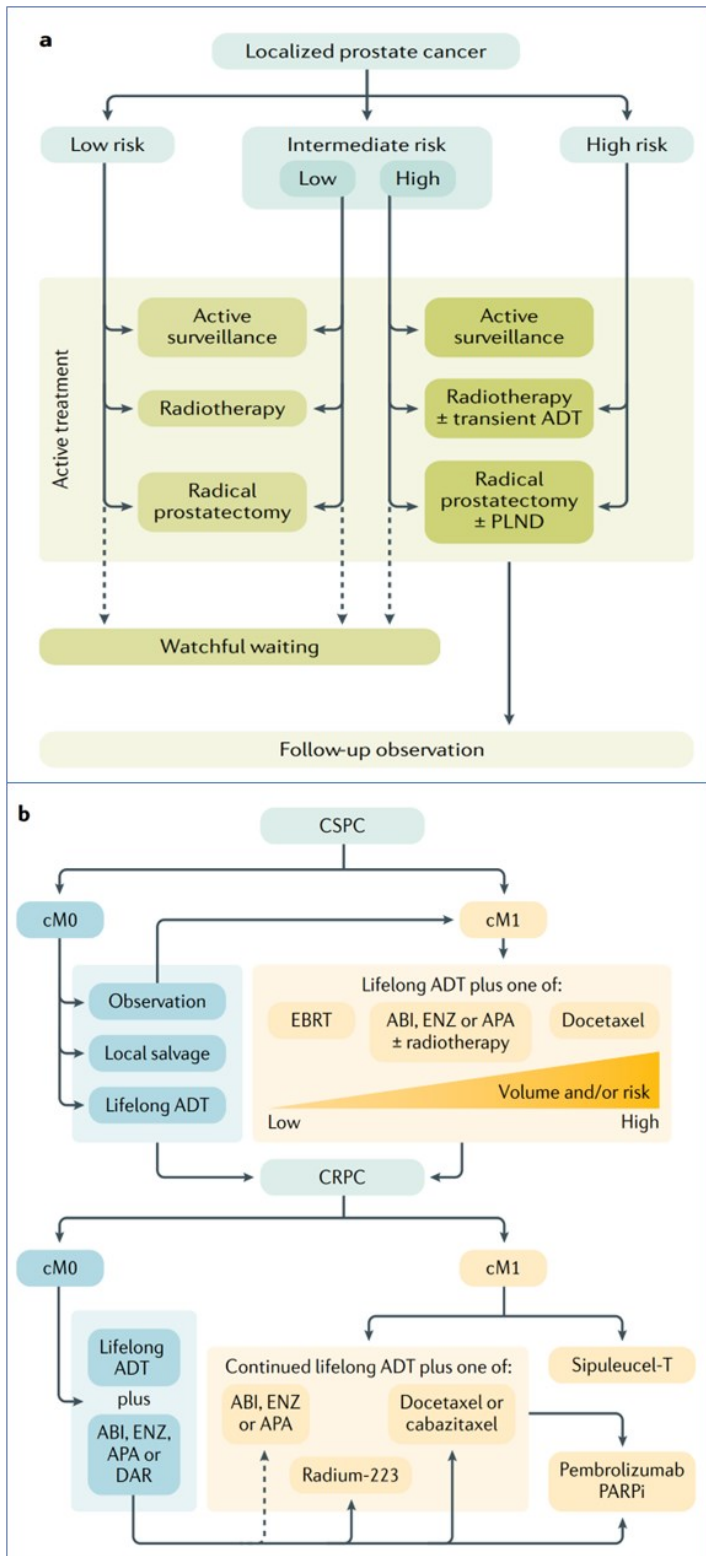 a
Localized prostate cancer
Low risk
Intermediate risk
Low
High
High risk
Active treatment
Active
surveillance
Radiotherapy
Radical
prostatectomy
Active
surveillance
Radiotherapy
± transient ADT
Radical
prostatectomy
± PLND
Watchful waiting
Follow-up observation
b
CSPC
cM0
cM1
Observation
Local salvage
Lifelong ADT
Lifelong ADT plus one of:
EBRT
ABI, ENZ or APA
± radiotherapy
Docetaxel
Volume and/or risk
Low
High
CRPC
cM0
cM1
Lifelong
ADT
plus
ABI, ENZ,
APA or
DAR
Continued lifelong ADT plus one of:
ABI, ENZ
or APA
Radium-223
Docetaxel or
cabazitaxel
Sipuleucel-T
Pembrolizumab
PARPi